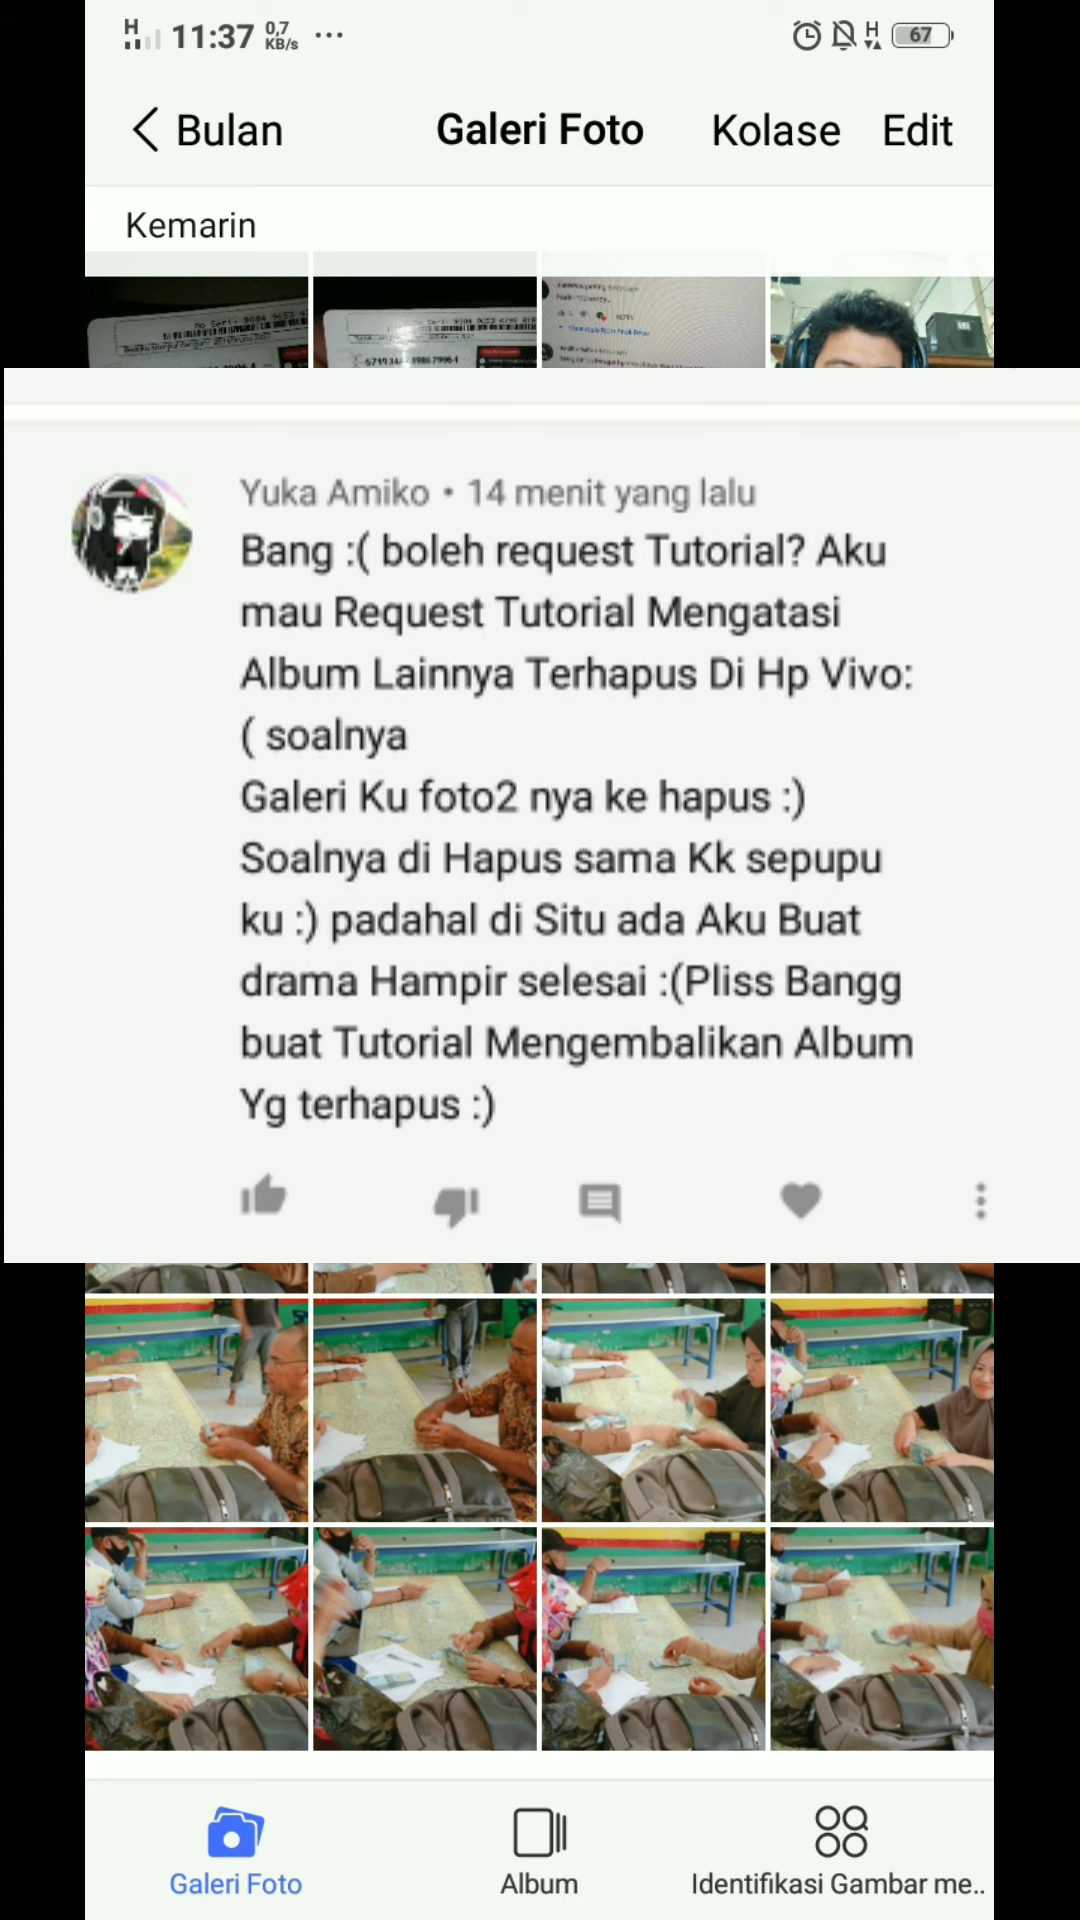 H 11:37 0,7 KB/s ... H 67
Bulan Galeri Foto Kolase Edit
Kemarin
Yuka Amiko • 14 menit yang lalu
Bang :( boleh request Tutorial? Aku
mau Request Tutorial Mengatasi
Album Lainnya Terhapus Di Hp Vivo:
( soalnya
Galeri Ku foto2 nya ke hapus :)
Soalnya di Hapus sama Kk sepupu
ku :) padahal di Situ ada Aku Buat
drama Hampir selesai :(Pliss Bangg
buat Tutorial Mengembalikan Album
Yg terhapus :)
Galeri Foto Album Identifikasi Gambar me..